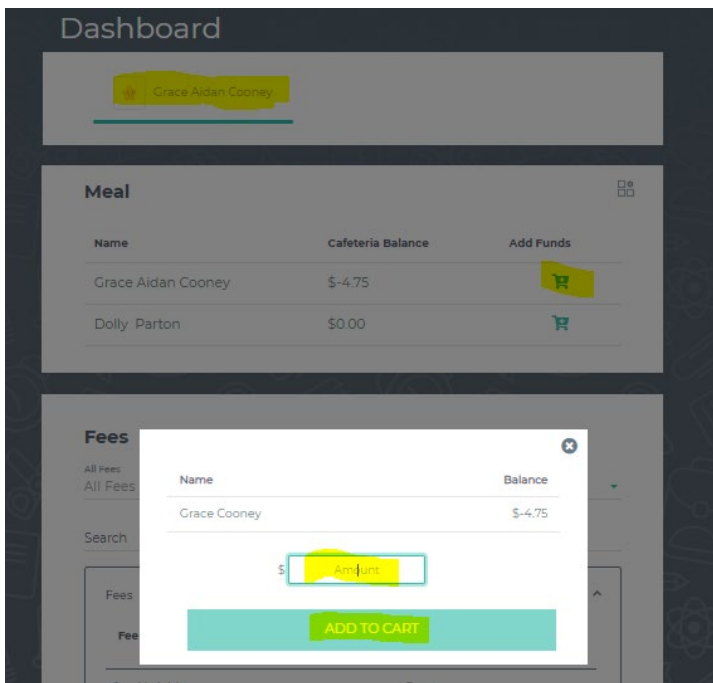 Dashboard
Grace Aidan Cooney
Meal
Name Cafeteria Balance Add Funds
Grace Aidan Cooney $-4.75
Dolly Parton $0.00
Fees
All Fees
All Fees
Name Balance
Grace Cooney $-4.75
Search
$ Amount
Fees
ADD TO CART
Fee